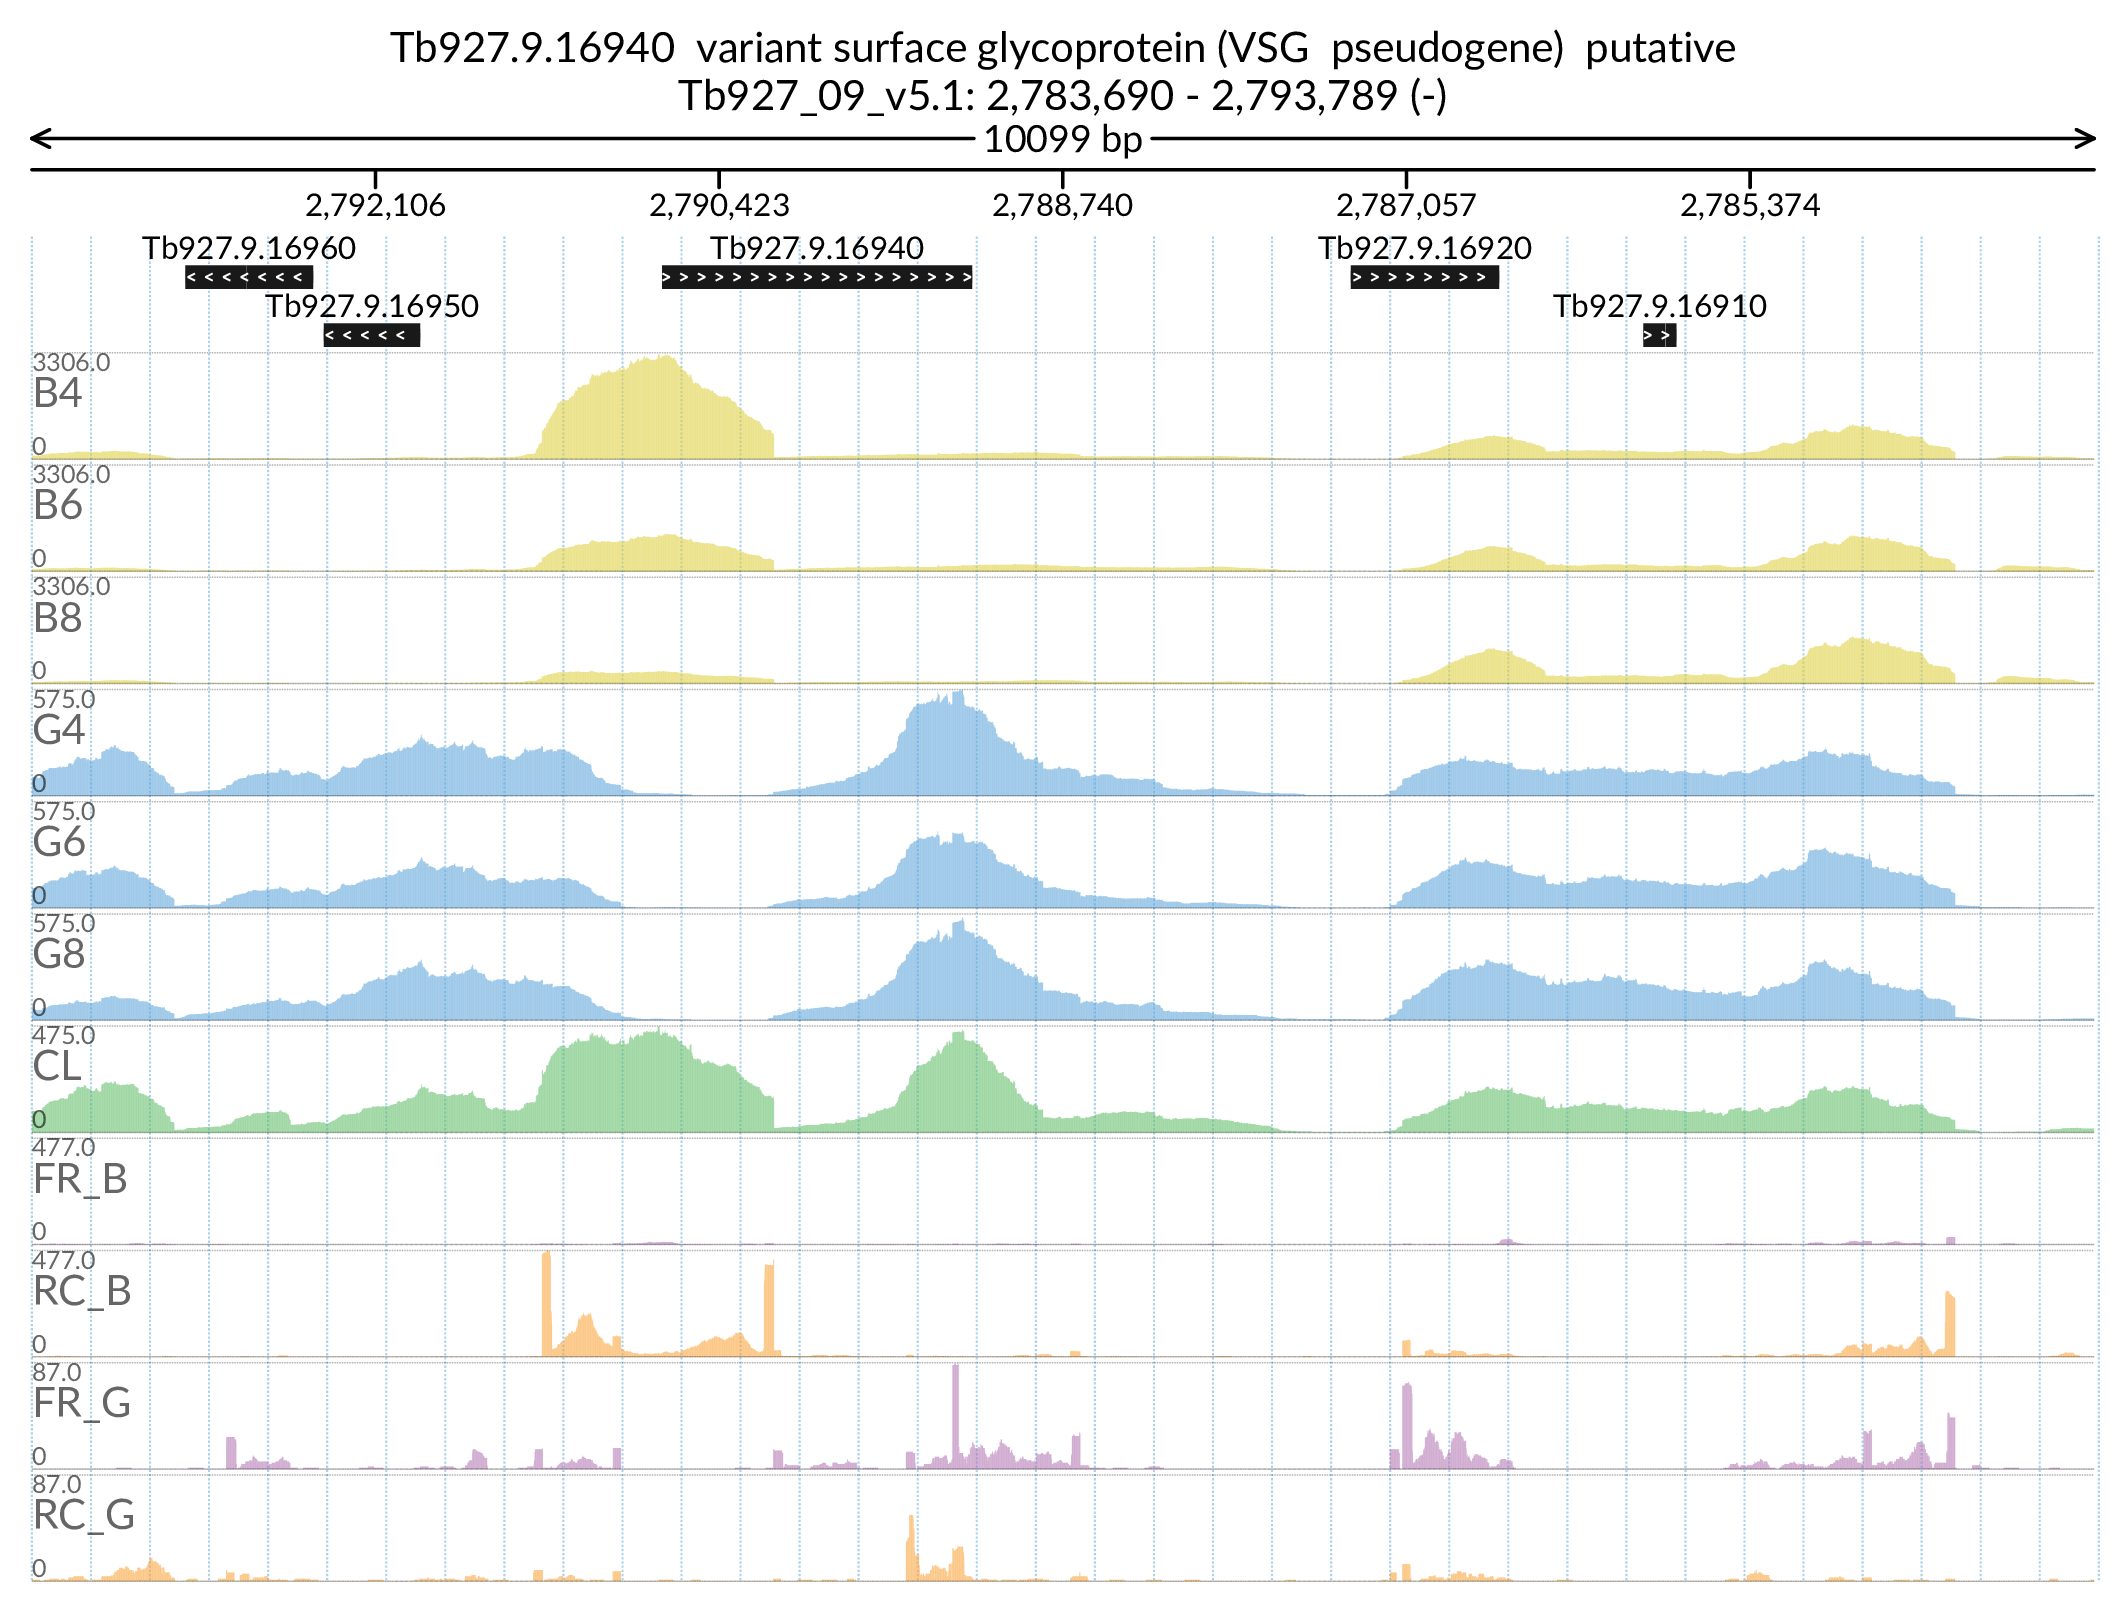 Tb927.9.16940  variant surface glycoprotein (VSG  pseudogene)  putative
Tb927_09_v5.1: 2,783,690 - 2,793,789 (-)
10099 bp
2,792,106 2,790,423 2,788,740 2,787,057 2,785,374
Tb927.9.16960 Tb927.9.16940 Tb927.9.16920
Tb927.9.16950 Tb927.9.16910
3306.0
B4
0
3306.0
B6
0
3306.0
B8
0
575.0
G4
0
575.0
G6
0
575.0
G8
0
475.0
CL
0
477.0
FR_B
0
477.0
RC_B
0
87.0
FR_G
0
87.0
RC_G
0